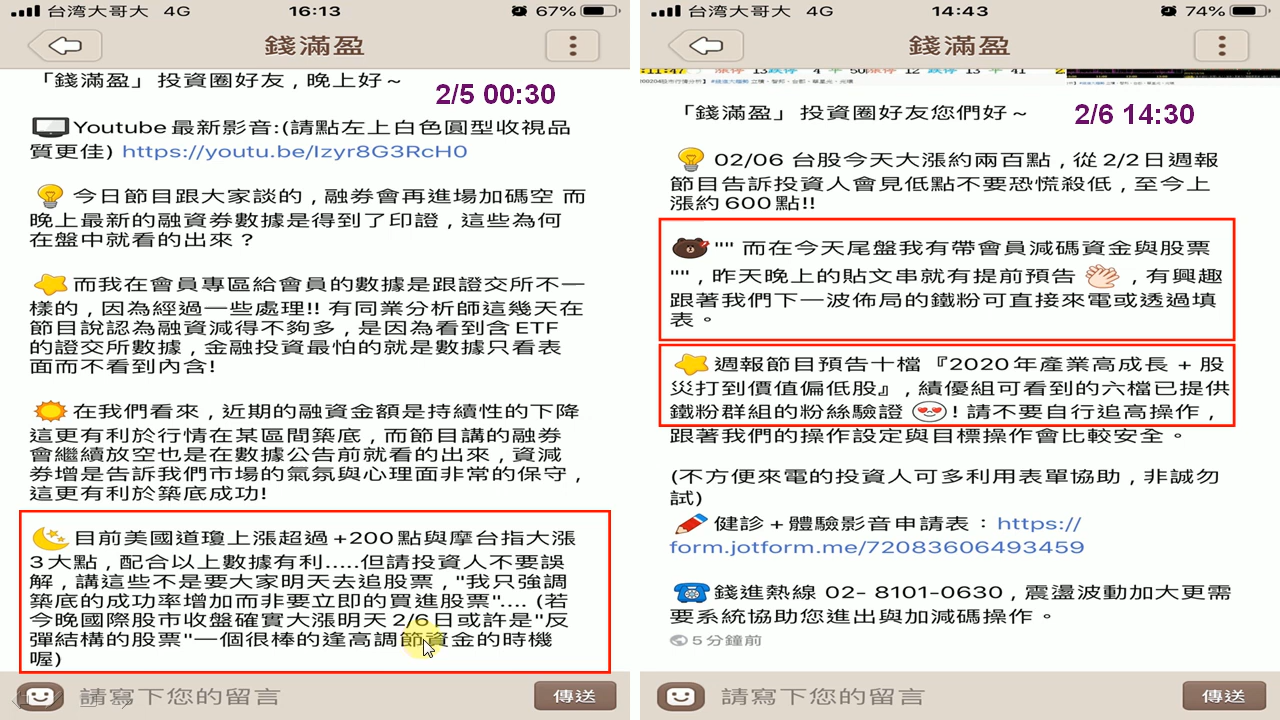 台湾大哥大 4G 16:13 67%
錢滿盈
「錢滿盈」投資圈好友,晚上好~
2/5 00:30
Youtube最新影音:(請點左上白色圓型收視品
質更佳) https://youtu.be/Izyr8G3RcH0
今日節目跟大家談的,融券會再進場加碼空 而
晚上最新的融資券數據是得到了印證,這些為何
在盤中就看的出來?
而我在會員專區給會員的數據是跟證交所不一
樣的,因為經過一些處理!! 有同業分析師這幾天在
節目說認為融資減得不夠多,是因為看到含ETF
的證交所數據,金融投資最怕的就是數據只看表
面而不看到內含!
在我們看來,近期的融資金額是持續性的下降
這更有利於行情在某區間築底,而節目講的融券
會繼續放空也是在數據公告前就看的出來,資減
券增是告訴我們市場的氣氛與心理面非常的保守,
這更有利於築底成功!
目前美國道瓊上漲超過+200點與摩台指大漲
3大點,配合以上數據有利.....但請投資人不要誤
解,講這些不是要大家明天去追股票,"我只強調
築底的成功率增加而非要立即的買進股票".... (若
今晚國際股市收盤確實大漲明天2/6日或許是"反
彈結構的股票"一個很棒的逢高調節資金的時機
喔)
請寫下您的留言
傳送
台湾大哥大 4G 14:43 74%
錢滿盈
「錢滿盈」投資圈好友您們好~
2/6 14:30
02/06 台股今天大漲約兩百點,從2/2日週報
節目告訴投資人會見低點不要恐慌殺低,至今上
漲約600點!!
"" 而在今天尾盤我有帶會員減碼資金與股票
"",昨天晚上的貼文串就有提前預告 ,有興趣
跟著我們下一波佈局的鐵粉可直接來電或透過填
表。
週報節目預告十檔『2020年產業高成長 + 股
災打到價值偏低股』,績優組可看到的六檔已提供
鐵粉群組的粉絲驗證 ! 請不要自行追高操作,
跟著我們的操作設定與目標操作會比較安全。
(不方便來電的投資人可多利用表單協助,非誠勿
試)
健診+體驗影音申請表:https://
form.jotform.me/72083606493459
錢進熱線 02- 8101-0630,震盪波動加大更需
要系統協助您進出與加減碼操作。
5分鐘前
請寫下您的留言
傳送